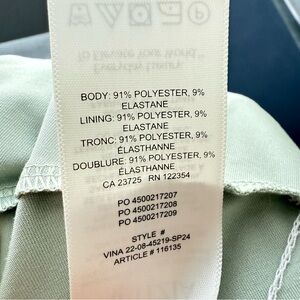 BODY: 91% POLYESTER, 9%
ELASTANE
LINING: 91% POLYESTER, 9%
ELASTANE
TRONC: 91% POLYESTER, 9%
ÉLASTHANNE
DOUBLURE: 91% POLYESTER, 9%
ÉLASTHANNE
CA 23725 RN 122354
PO 4500217207
PO 4500217208
PO 4500217209
STYLE #
VINA 22-08-45219-SP24
ARTICLE # 116135